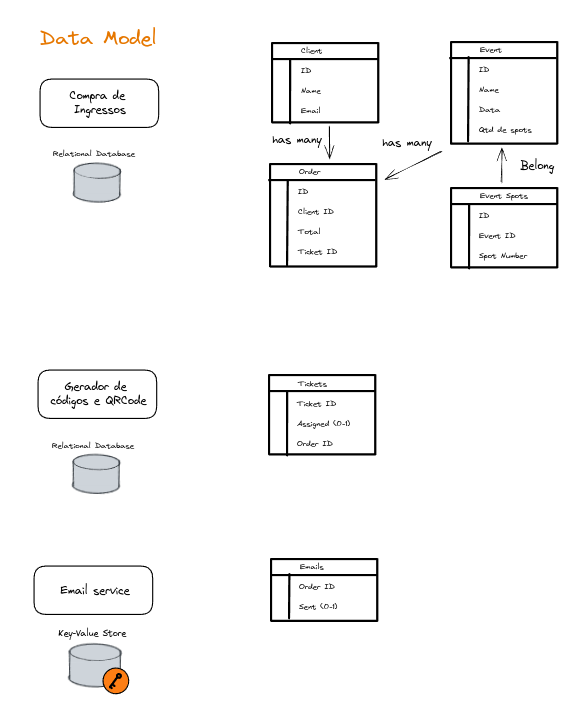 Data Model
Compra de
Ingressos
Relational Database
Client
ID
Name
Email
has many
Order
ID
Client ID
Total
Ticket ID
has many
Event
ID
Name
Data
Qtd de spots
Belong
Event Spots
ID
Event ID
Spot Number
Gerador de
códigos e QRCode
Relational Database
Tickets
Ticket ID
Assigned (0-1)
Order ID
Email service
Key-Value Store
Emails
Order ID
Sent (0-1)